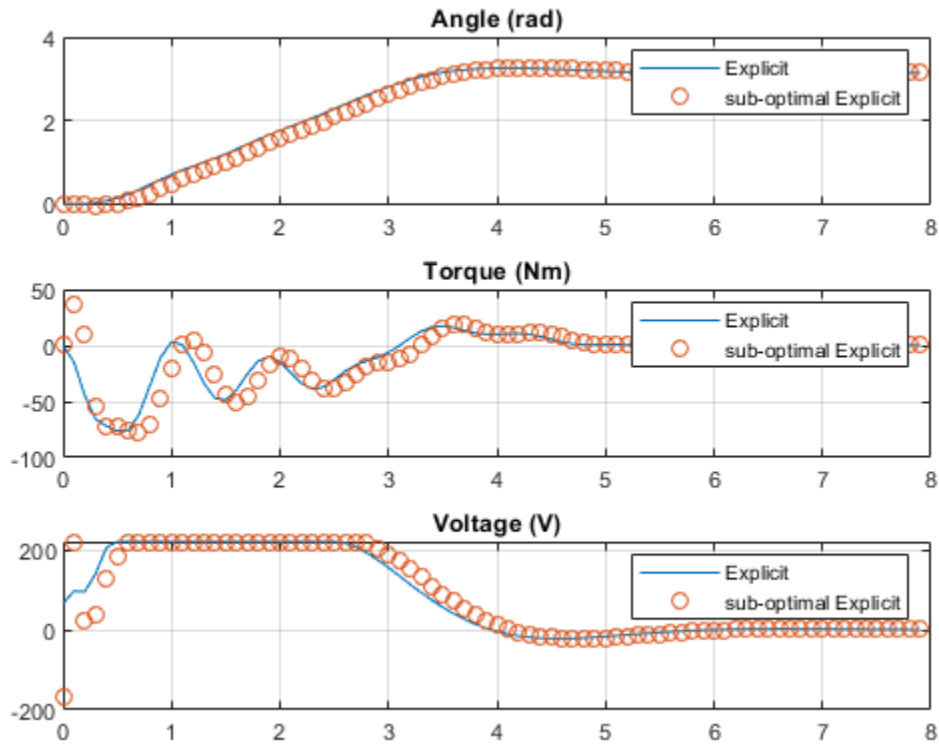 Angle (rad)
4
2
0
Explicit
sub-optimal Explicit
0 1 2 3 4 5 6 7 8
Torque (Nm)
50
0
-50
-100
Explicit
sub-optimal Explicit
0 1 2 3 4 5 6 7 8
Voltage (V)
200
0
-200
Explicit
sub-optimal Explicit
0 1 2 3 4 5 6 7 8